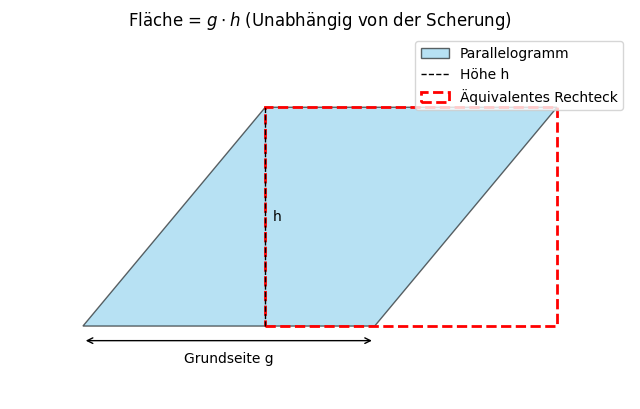 Fläche = g · h (Unabhängig von der Scherung)
Parallelogramm
Höhe h
Äquivalentes Rechteck
h
Grundseite g